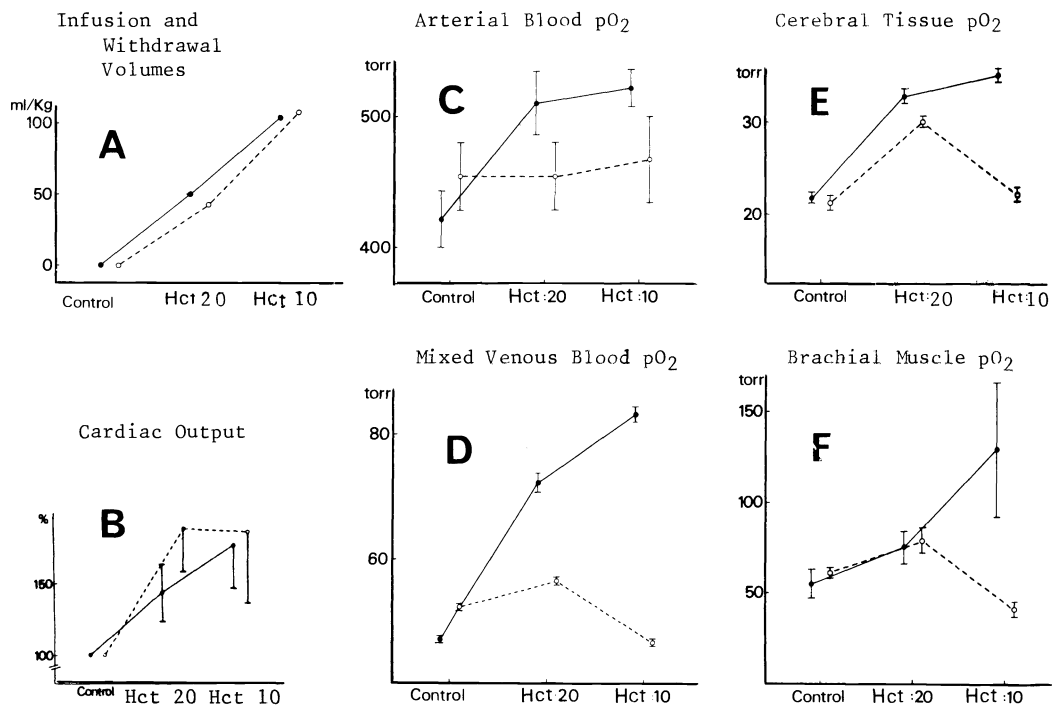 Infusion and
Withdrawal
Volumes
ml/Kg
100
50
0
A
Control
Hct 20
Hct 10
Arterial Blood pO2
torr
500
400
C
Control
Hct:20
Hct:10
Cerebral Tissue pO2
torr
30
20
E
Control
Hct:20
Hct:10
Cardiac Output
%
150
100
B
Control
Hct 20
Hct 10
Mixed Venous Blood pO2
torr
80
60
D
Control
Hct:20
Hct:10
Brachial Muscle pO2
torr
150
100
50
F
Control
Hct:20
Hct:10